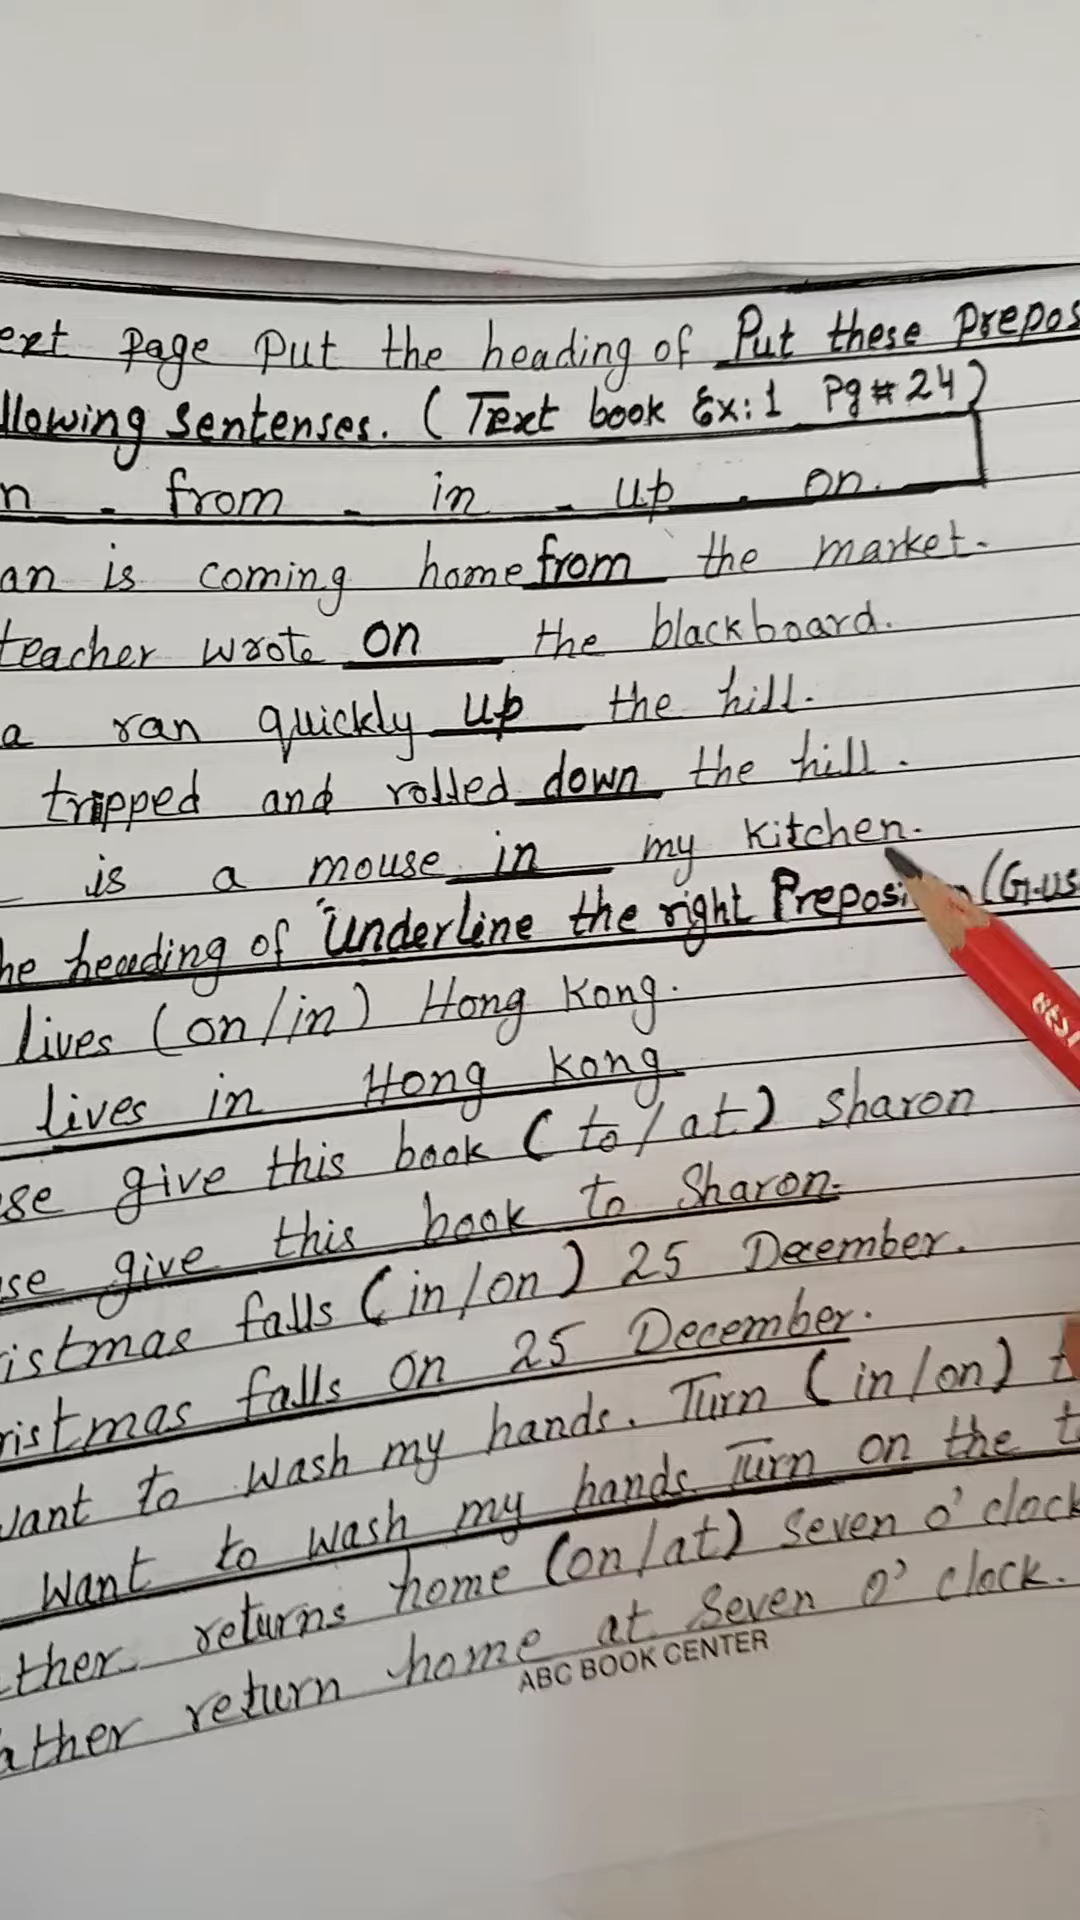 ext Page Put the heading of Put these Prepos
llowing sentenses. (Text book Ex:1 Pg # 24)
n - from - in - up - on.
an is coming home from the market.
teacher wrote on the blackboard.
a ran quickly up the hill.
tripped and rolled down the hill.
is a mouse in my kitchen.
he heading of "Underline the right Preposi (G.us
lives (on/in) Hong Kong.
lives in Hong Kong
se give this book (to/at) Sharon
se give this book to Sharon.
istmas falls (in/on) 25 December.
ristmas falls on 25 December.
want to wash my hands. Turn (in/on) t
want to wash my hands. Turn on the t
ther returns home (on/at) seven o'clock
ather return home at seven o'clock.
ABC BOOK CENTER
BEST